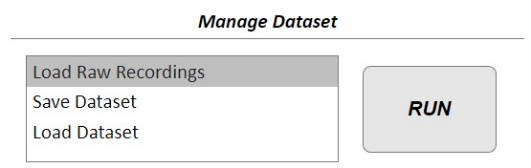 Manage Dataset
Load Raw Recordings
Save Dataset
Load Dataset
RUN